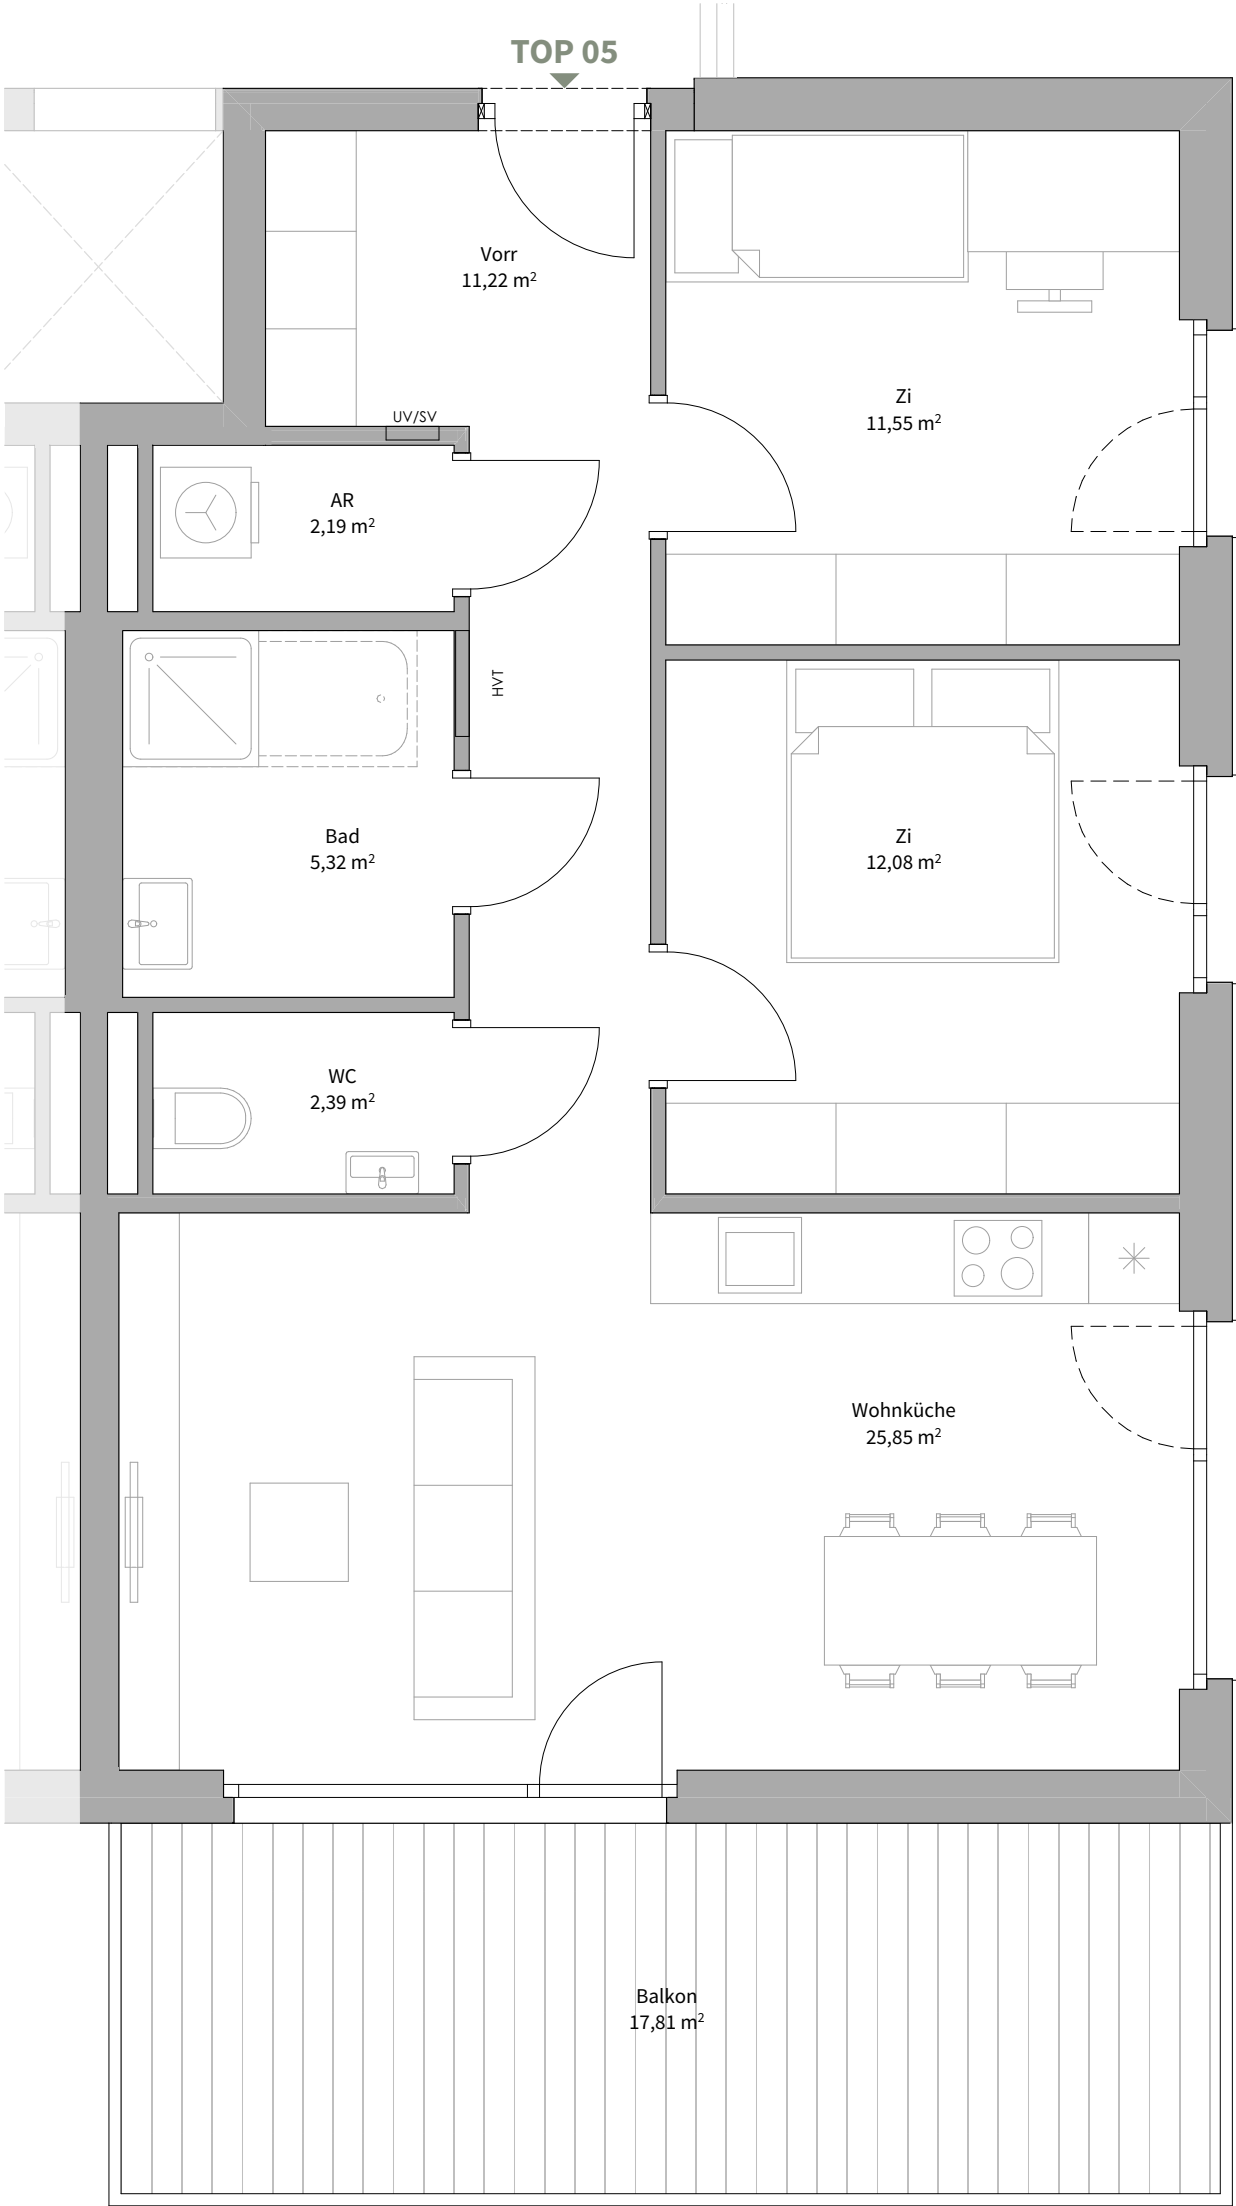 TOP 05
Vorr
11,22 m²
Zi
11,55 m²
UV/SV
AR
2,19 m²
HVT
Bad
5,32 m²
Zi
12,08 m²
WC
2,39 m²
Wohnküche
25,85 m²
Balkon
17,81 m²